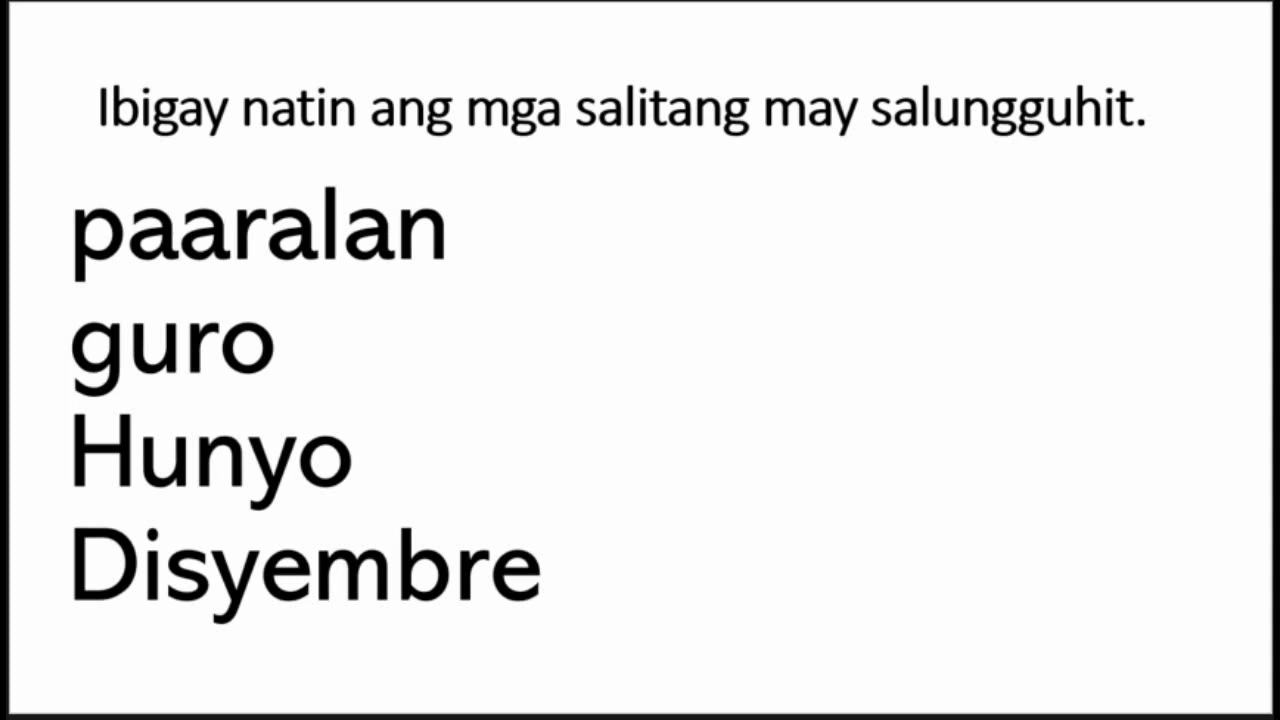 Ibigay natin ang mga salitang may salungguhit.
paaralan
guro
Hunyo
Disyembre